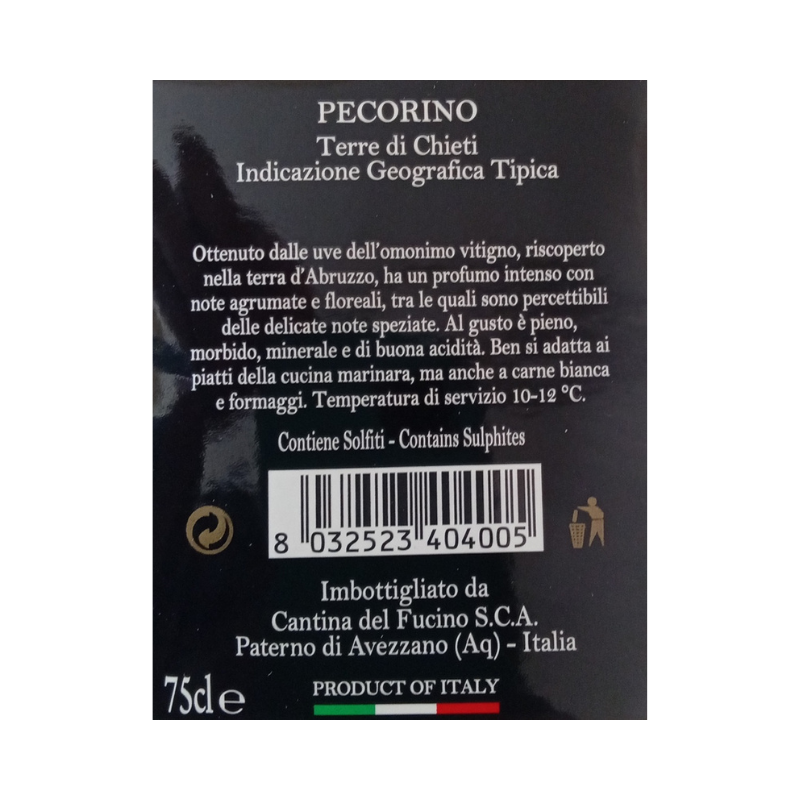 PECORINO
Terre di Chieti
Indicazione Geografica Tipica
Ottenuto dalle uve dell'omonimo vitigno, riscoperto
nella terra d'Abruzzo, ha un profumo intenso con
note agrumate e floreali, tra le quali sono percettibili
delle delicate note speziate. Al gusto è pieno,
morbido, minerale e di buona acidità. Ben si adatta ai
piatti della cucina marinara, ma anche a carne bianca
e formaggi. Temperatura di servizio 10-12 °C.
Contiene Solfiti - Contains Sulphites
8 032523 404005
Imbottigliato da
Cantina del Fucino S.C.A.
Paterno di Avezzano (Aq) - Italia
75cl e
PRODUCT OF ITALY